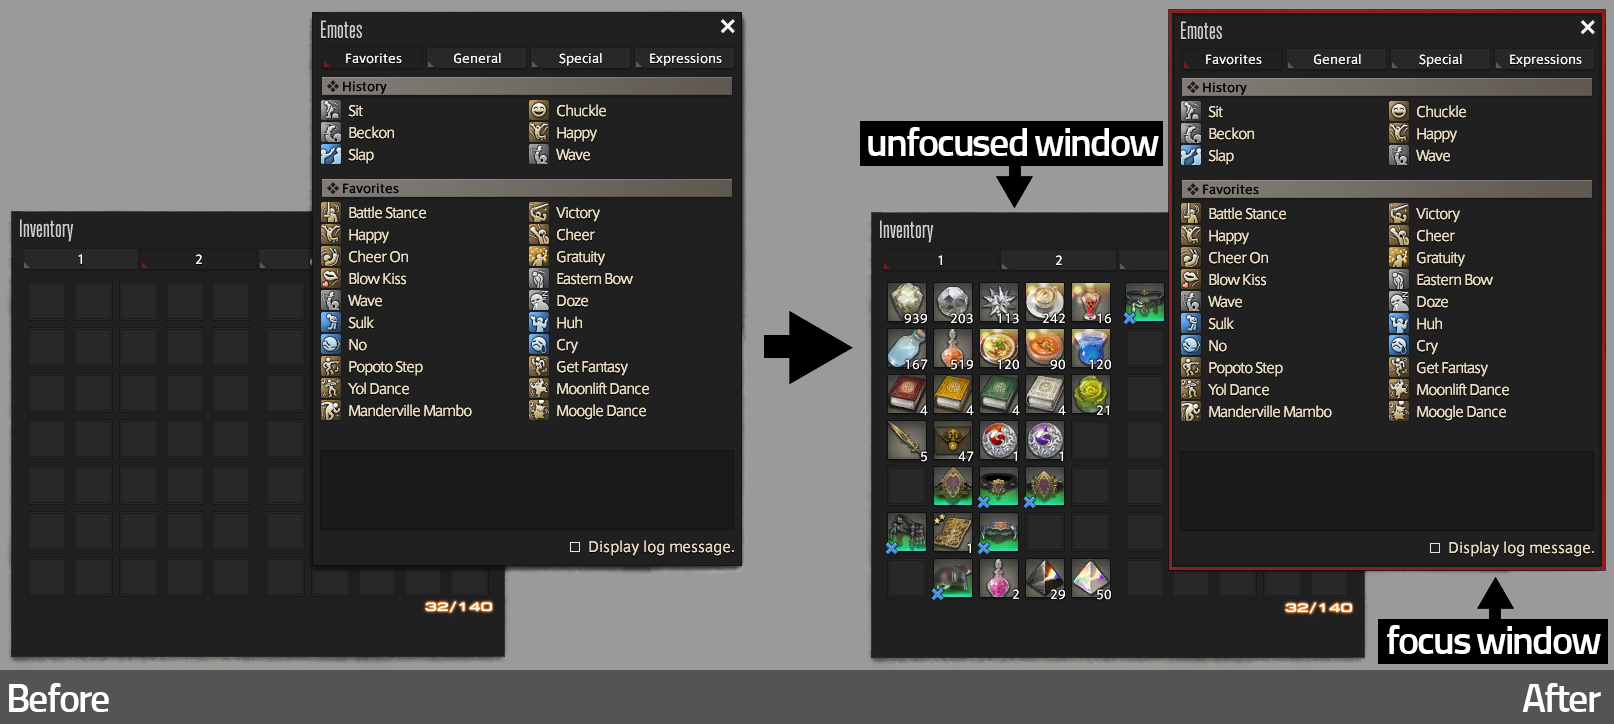 Emotes
Favorites General Special Expressions
History
Sit Chuckle
Beckon Happy
Slap Wave
Favorites
Battle Stance Victory
Happy Cheer
Cheer On Gratuity
Blow Kiss Eastern Bow
Wave Doze
Sulk Huh
No Cry
Popoto Step Get Fantasy
Yol Dance Moonlift Dance
Manderville Mambo Moogle Dance
Display log message.
Inventory
1 2
32/140
Before
unfocused window
Inventory
1 2
939 203 113 242 16
167 519 120 90 120
4 4 4 4 21
5 47 1 1
1
2 29 50
32/140
Emotes
Favorites General Special Expressions
History
Sit Chuckle
Beckon Happy
Slap Wave
Favorites
Battle Stance Victory
Happy Cheer
Cheer On Gratuity
Blow Kiss Eastern Bow
Wave Doze
Sulk Huh
No Cry
Popoto Step Get Fantasy
Yol Dance Moonlift Dance
Manderville Mambo Moogle Dance
Display log message.
focus window
After